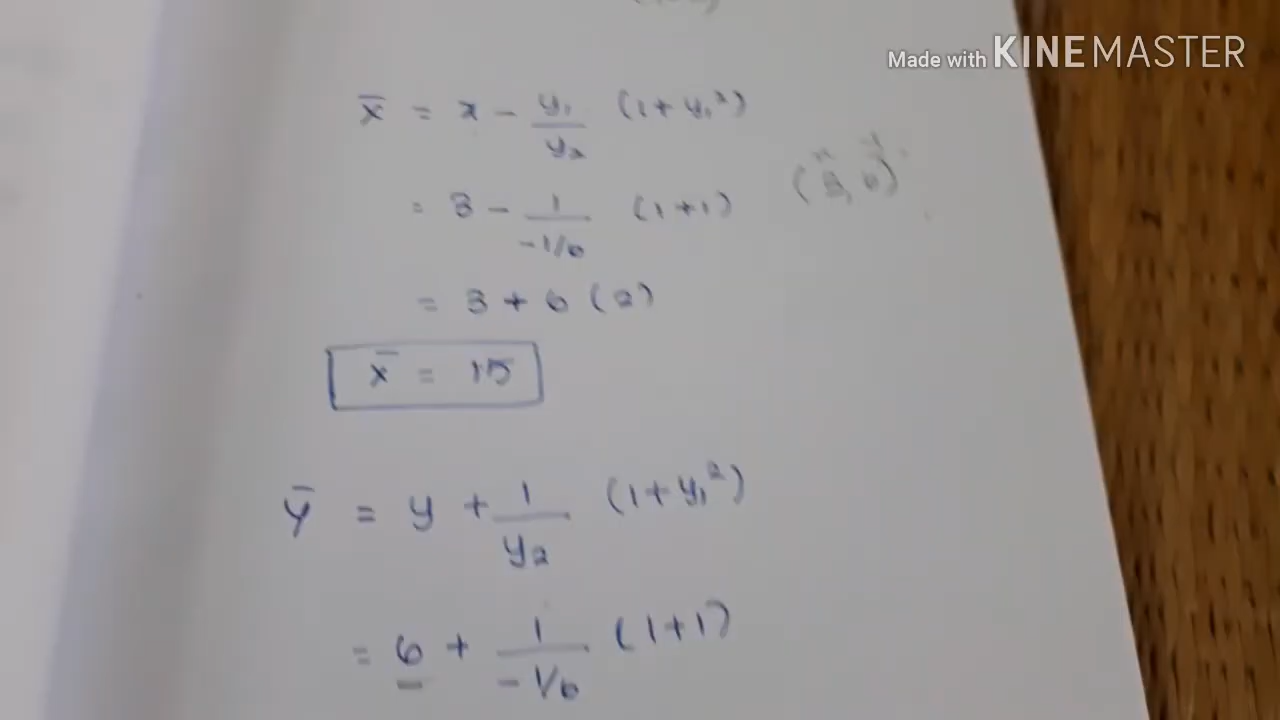 Made with KINEMASTER
x̄ = x - y₁/y₂ (1 + y₁²)
= 3 - 1/(-1/6) (1+1)
(3, 6)
= 3 + 6 (2)
x̄ = 15
ȳ = y + 1/y₂ (1 + y₁²)
= 6 + 1/(-1/6) (1+1)